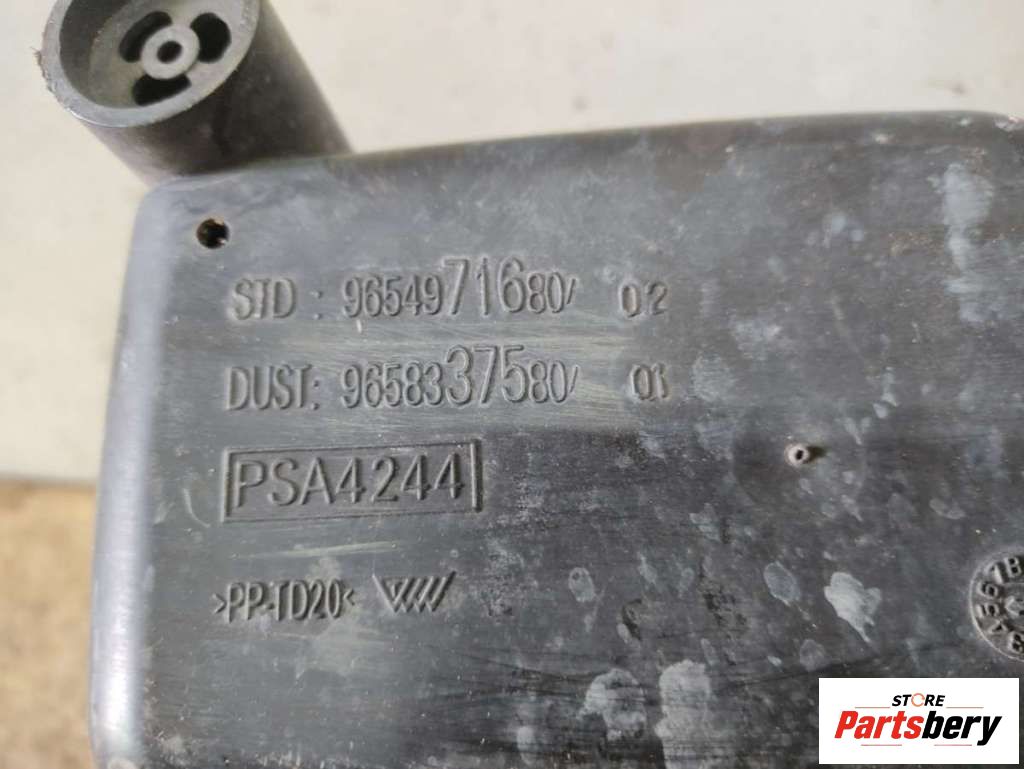 STD : 9654971680/ 02
DUST: 9658337580/ 01
PSA4244
>PP-TD20<
STORE
Partsbery